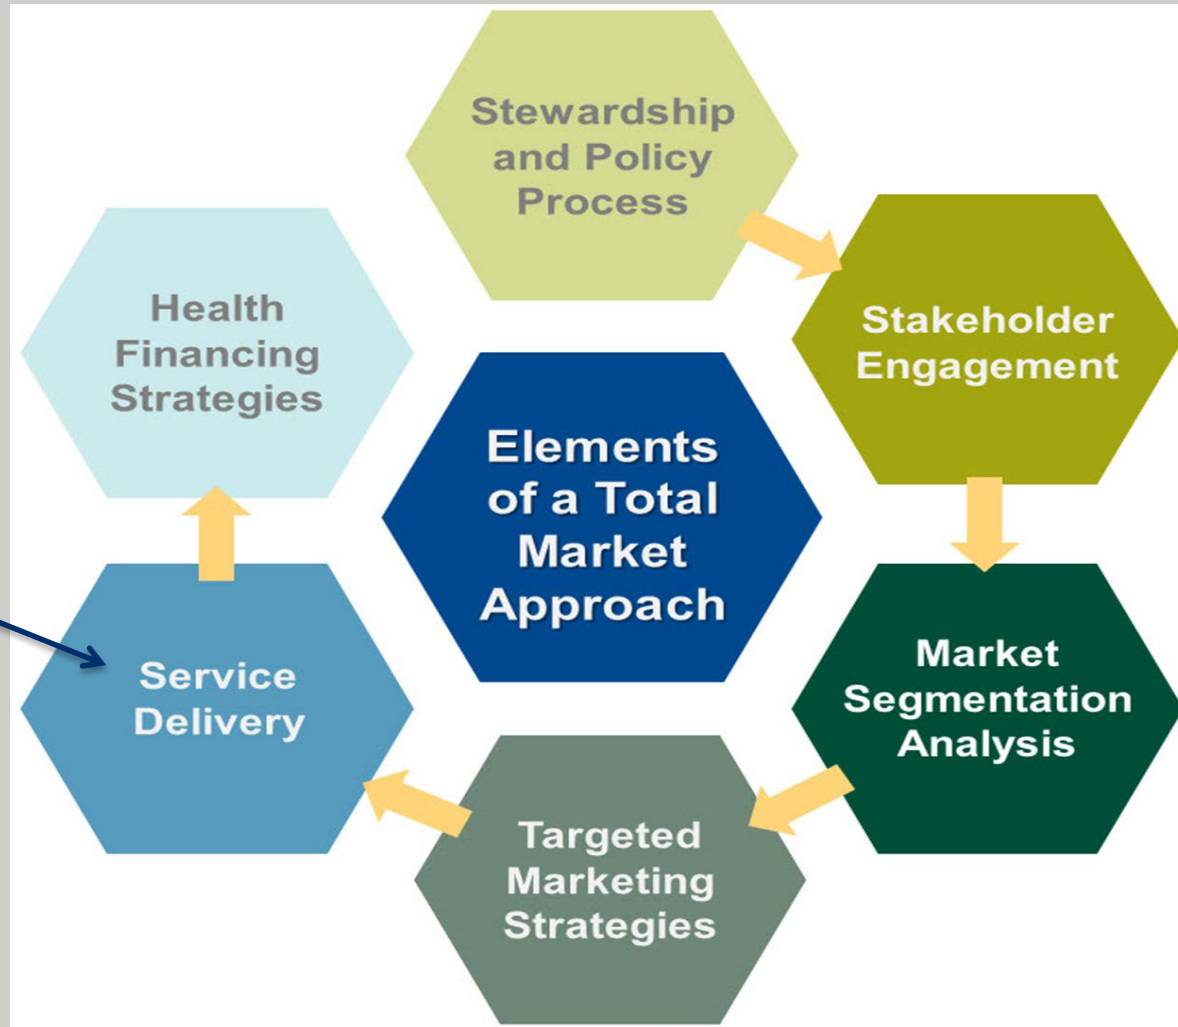 Stewardship
and Policy
Process
Stakeholder
Engagement
Market
Segmentation
Analysis
Targeted
Marketing
Strategies
Service
Delivery
Health
Financing
Strategies
Elements
of a Total
Market
Approach